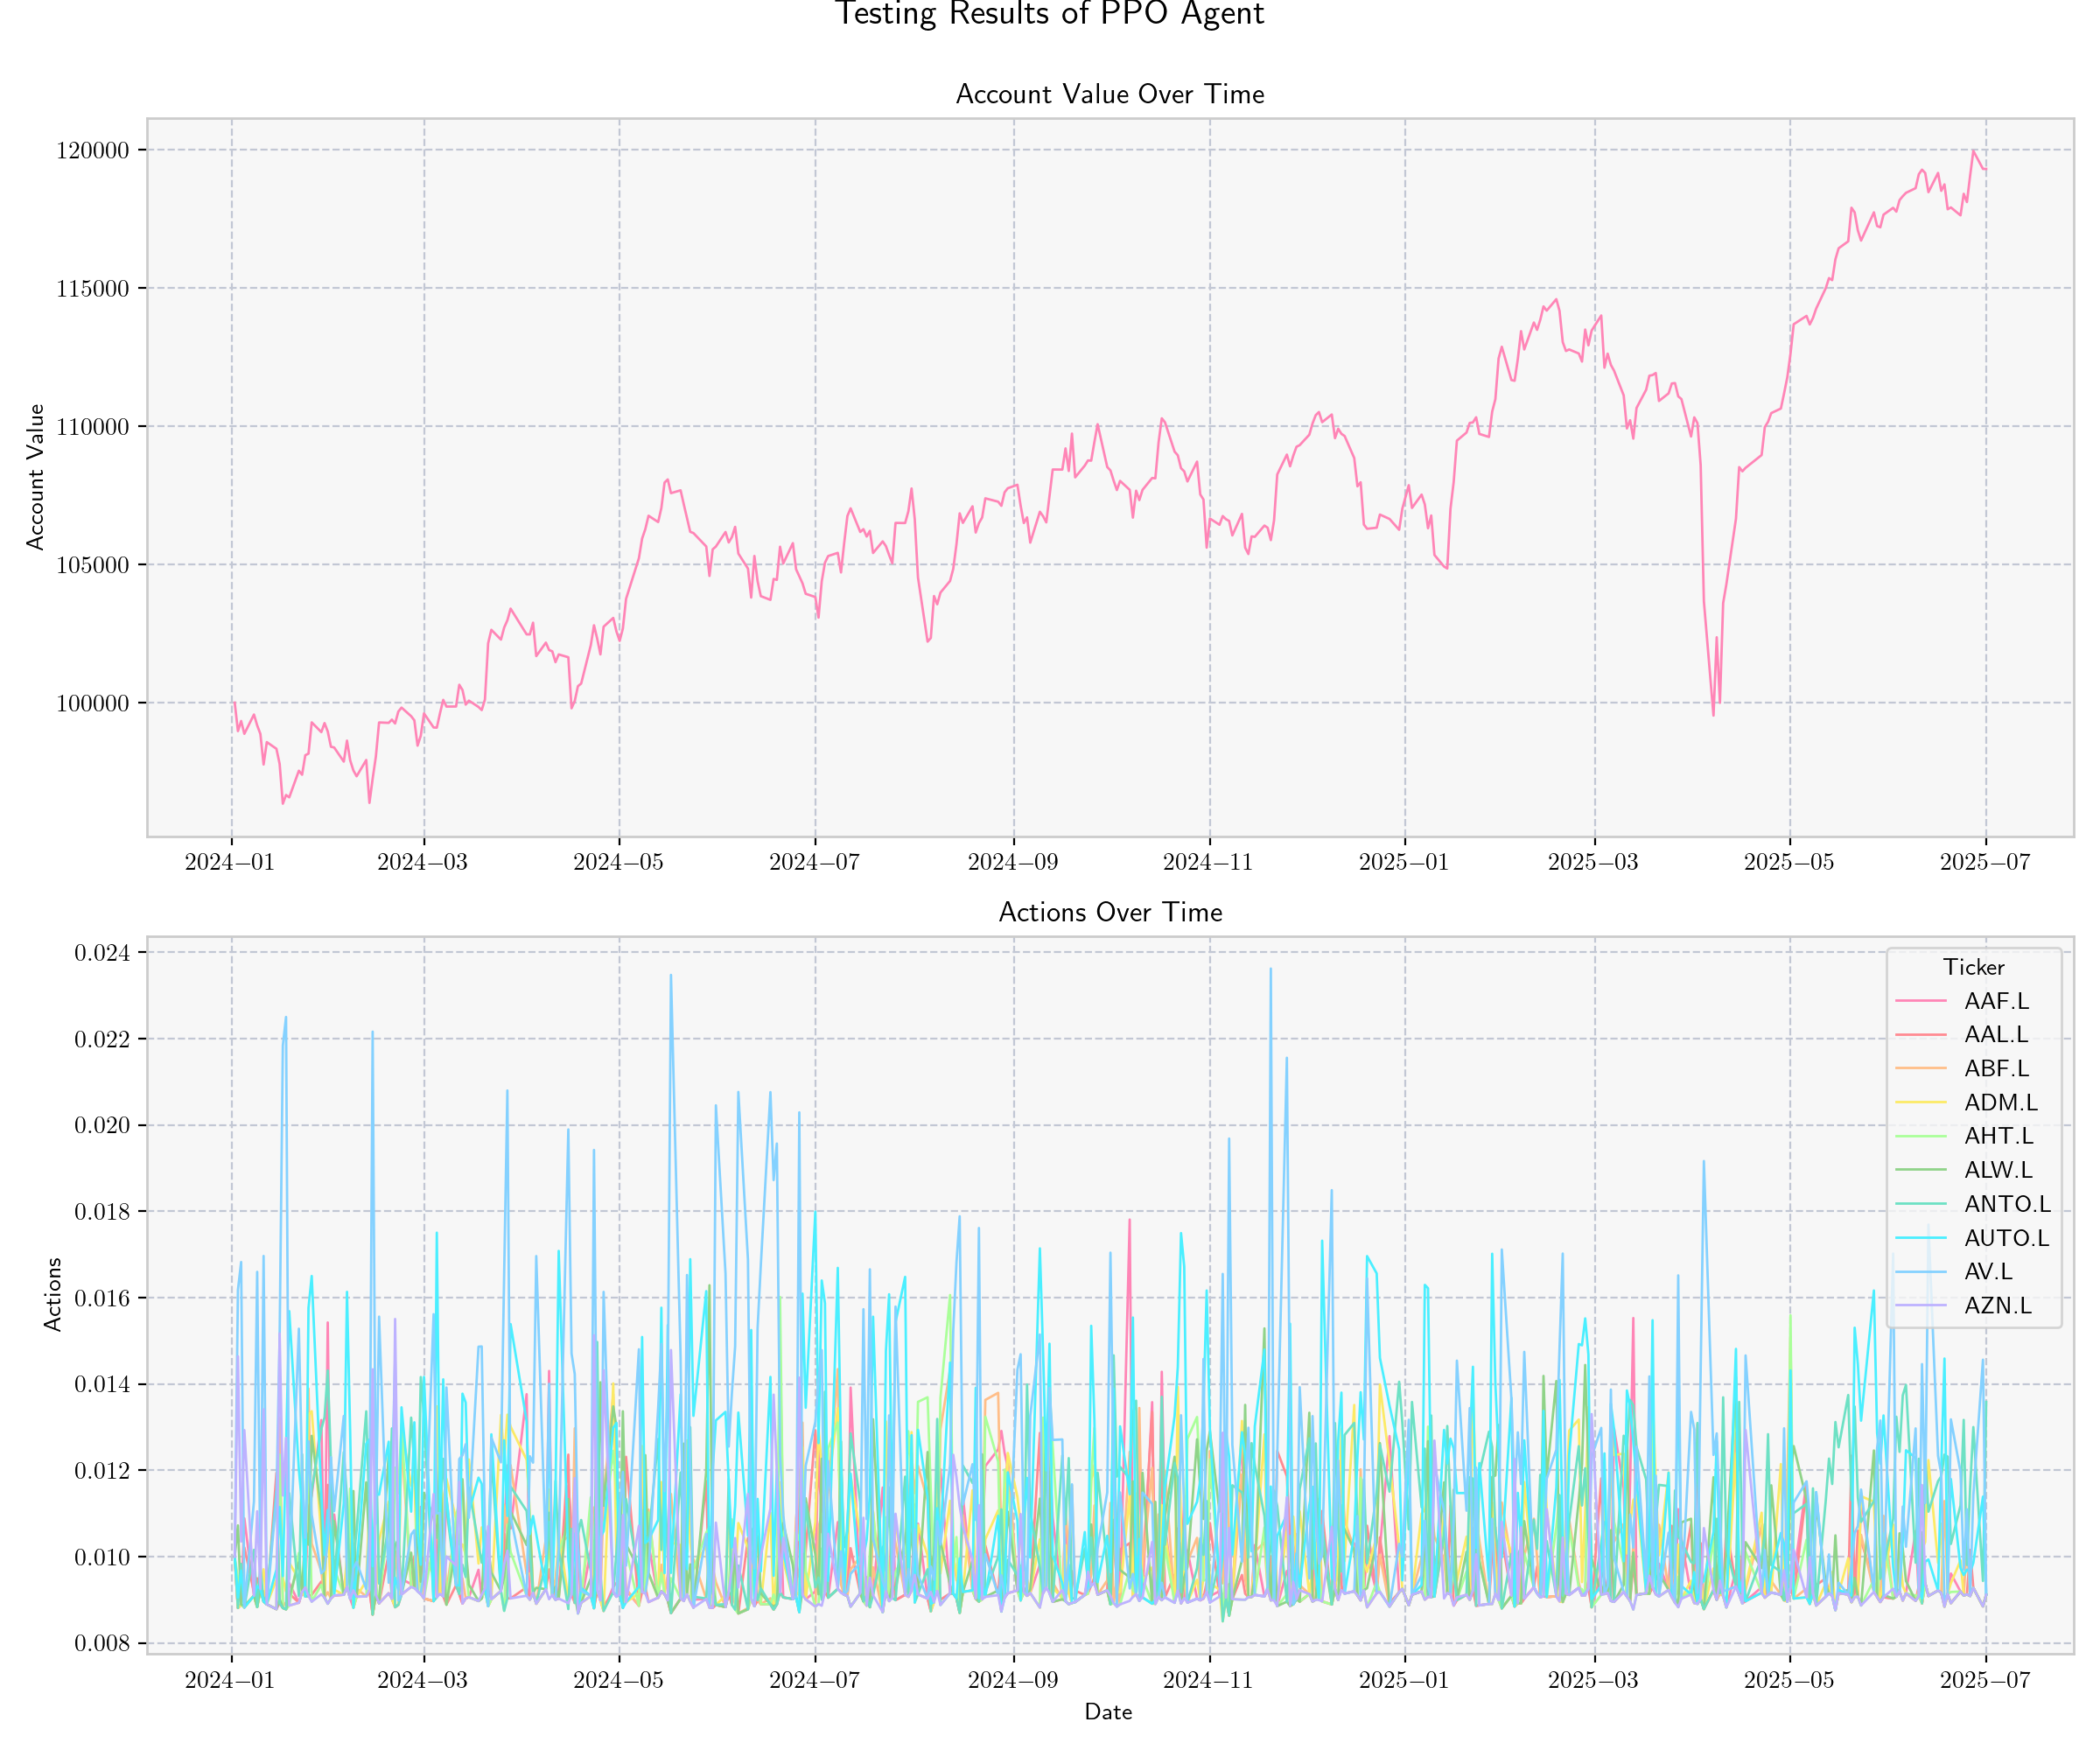 Testing Results of PPO Agent
Account Value Over Time
Account Value
120000
115000
110000
105000
100000
2024–01 2024–03 2024–05 2024–07 2024–09 2024–11 2025–01 2025–03 2025–05 2025–07
Actions Over Time
Actions
0.024
0.022
0.020
0.018
0.016
0.014
0.012
0.010
0.008
Ticker
AAF.L
AAL.L
ABF.L
ADM.L
AHT.L
ALW.L
ANTO.L
AUTO.L
AV.L
AZN.L
2024–01 2024–03 2024–05 2024–07 2024–09 2024–11 2025–01 2025–03 2025–05 2025–07
Date